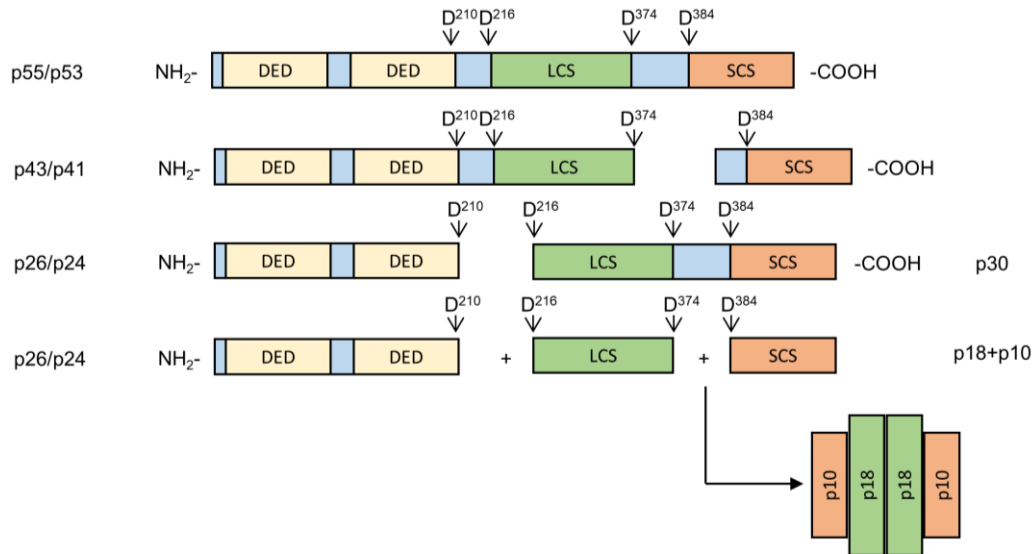 D²¹⁰ D²¹⁶ D³⁷⁴ D³⁸⁴
p55/p53 NH₂- DED DED LCS SCS -COOH
D²¹⁰ D²¹⁶ D³⁷⁴ D³⁸⁴
p43/p41 NH₂- DED DED LCS SCS -COOH
D²¹⁰ D²¹⁶ D³⁷⁴ D³⁸⁴
p26/p24 NH₂- DED DED LCS SCS -COOH p30
D²¹⁰ D²¹⁶ D³⁷⁴ D³⁸⁴
p26/p24 NH₂- DED DED + LCS + SCS p18+p10
p10 p18 p18 p10